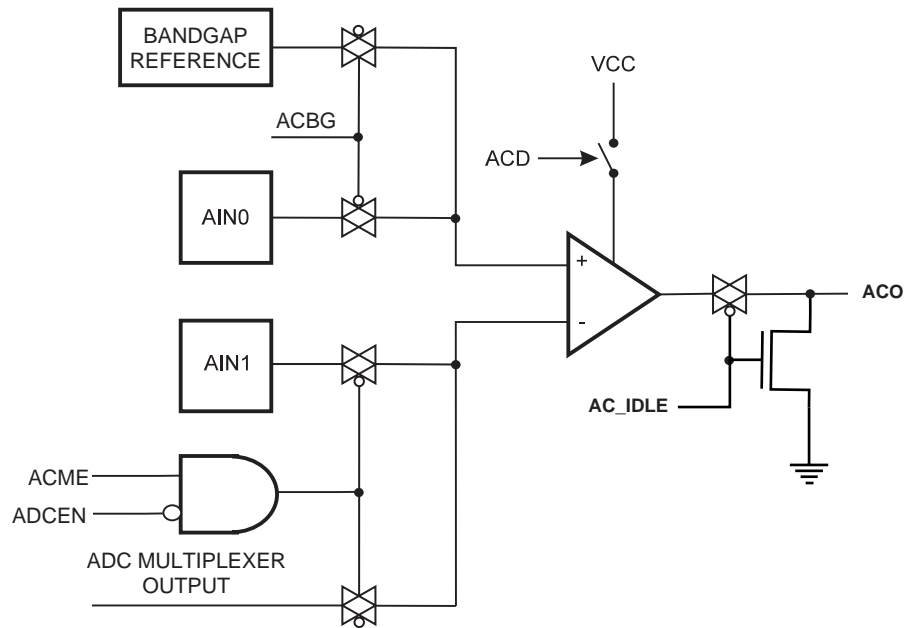 BANDGAP
REFERENCE
VCC
ACBG
ACD
AIN0
+
-
ACO
AIN1
AC_IDLE
ACME
ADCEN
ADC MULTIPLEXER
OUTPUT